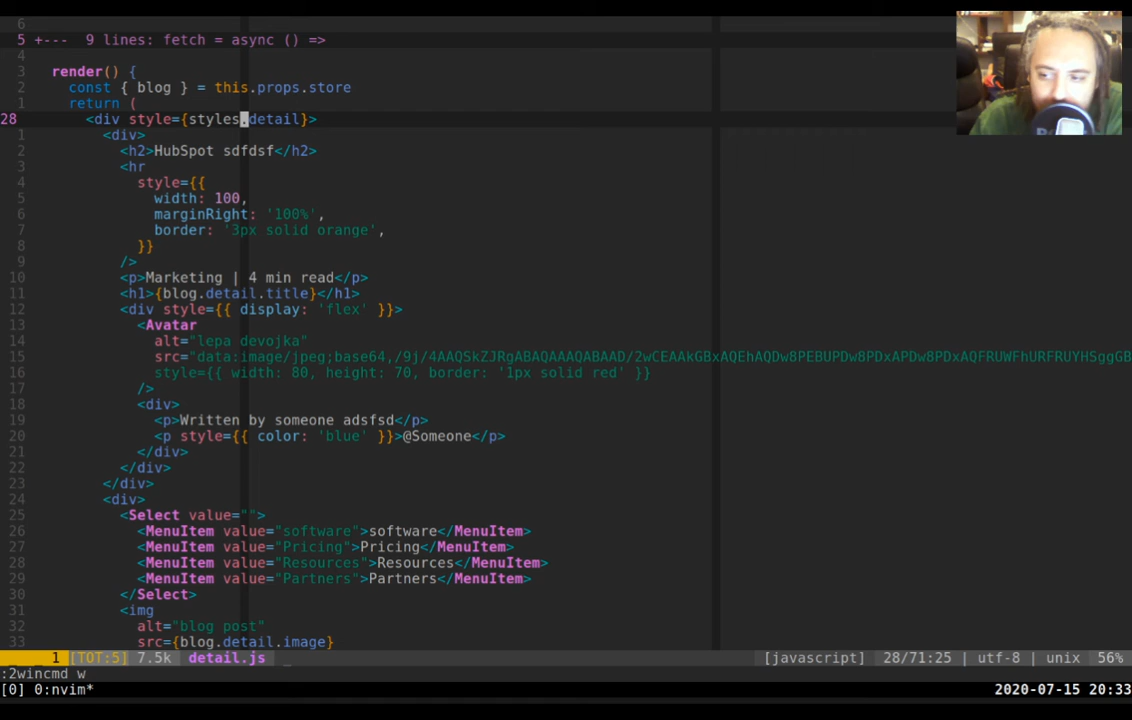 6
5 +--- 9 lines: fetch = async () =>
4
3 render() {
2 const { blog } = this.props.store
1 return (
28 <div style={styles.detail}>
1 <div>
2 <h2>HubSpot sdfdsf</h2>
3 <hr
4 style={{
5 width: 100,
6 marginRight: '100%',
7 border: '3px solid orange',
8 }}
9 />
10 <p>Marketing | 4 min read</p>
11 <h1>{blog.detail.title}</h1>
12 <div style={{ display: 'flex' }}>
13 <Avatar
14 alt="lepa devojka"
15 src="data:image/jpeg;base64,/9j/4AAQSkZJRgABAQAAAQABAAD/2wCEAAkGBxAQEhAQDw8PEBUPDw8PDxAPDw8PDxAQFRUWFhURFRUYHSggGB
16 style={{ width: 80, height: 70, border: '1px solid red' }}
17 />
18 <div>
19 <p>Written by someone adsfsd</p>
20 <p style={{ color: 'blue' }}>@Someone</p>
21 </div>
22 </div>
23 </div>
24 <div>
25 <Select value="">
26 <MenuItem value="software">software</MenuItem>
27 <MenuItem value="Pricing">Pricing</MenuItem>
28 <MenuItem value="Resources">Resources</MenuItem>
29 <MenuItem value="Partners">Partners</MenuItem>
30 </Select>
31 <img
32 alt="blog post"
33 src={blog.detail.image}
1 [TOT:5] 7.5k detail.js _ [javascript] 28/71:25 | utf-8 | unix 56%
:2wincmd w
[0] 0:nvim* 2020-07-15 20:33